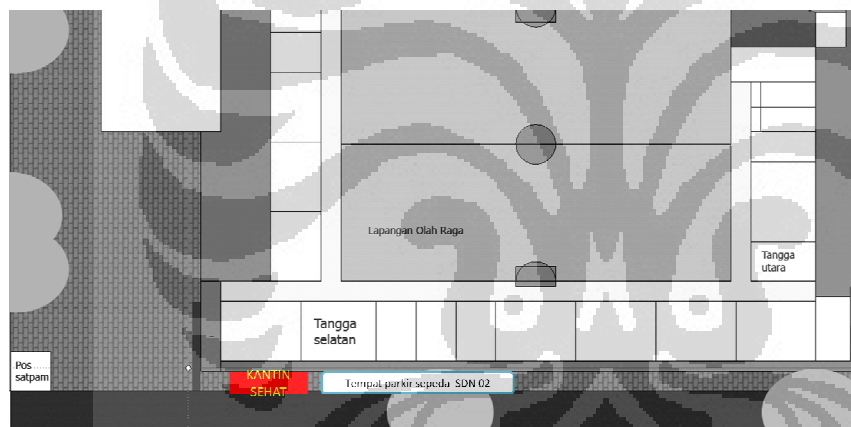 Lapangan Olah Raga
Tangga
utara
Tangga
selatan
Pos
satpam
KANTIN
SEHAT
Tempat parkir sepeda SDN 02